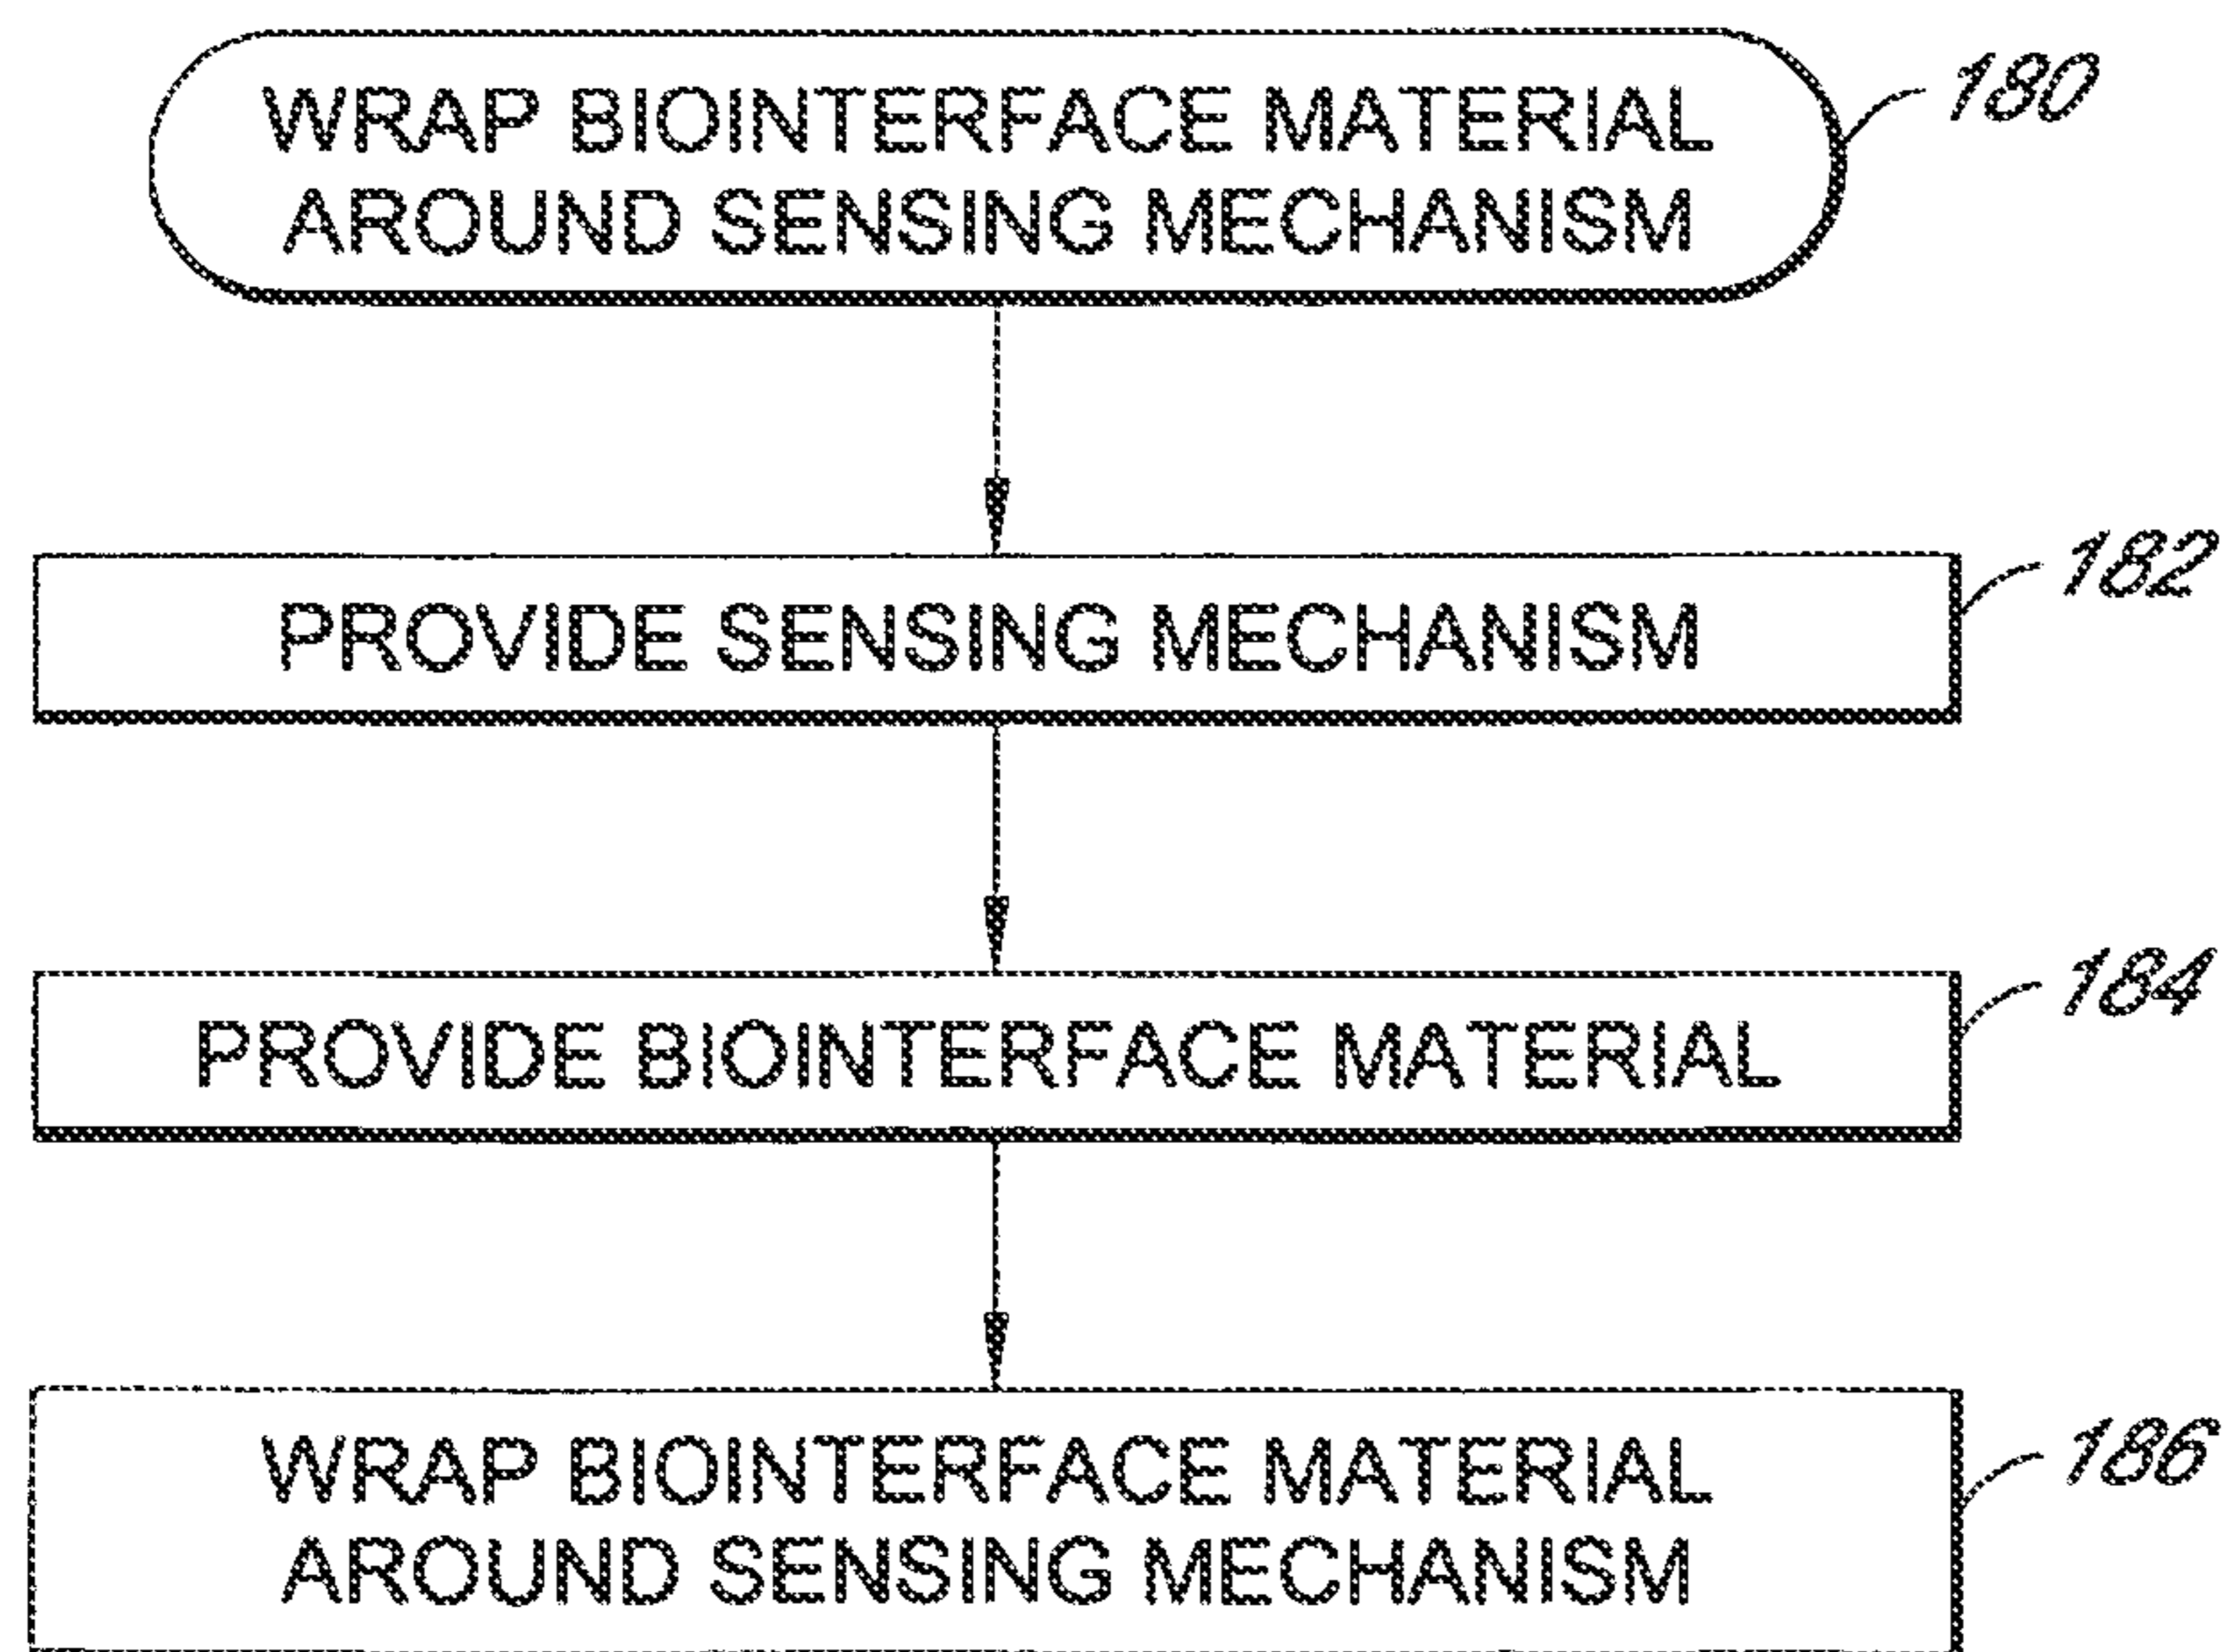 WRAP BIOINTERFACE MATERIAL
AROUND SENSING MECHANISM
180
PROVIDE SENSING MECHANISM
182
PROVIDE BIOINTERFACE MATERIAL
184
WRAP BIOINTERFACE MATERIAL
AROUND SENSING MECHANISM
186